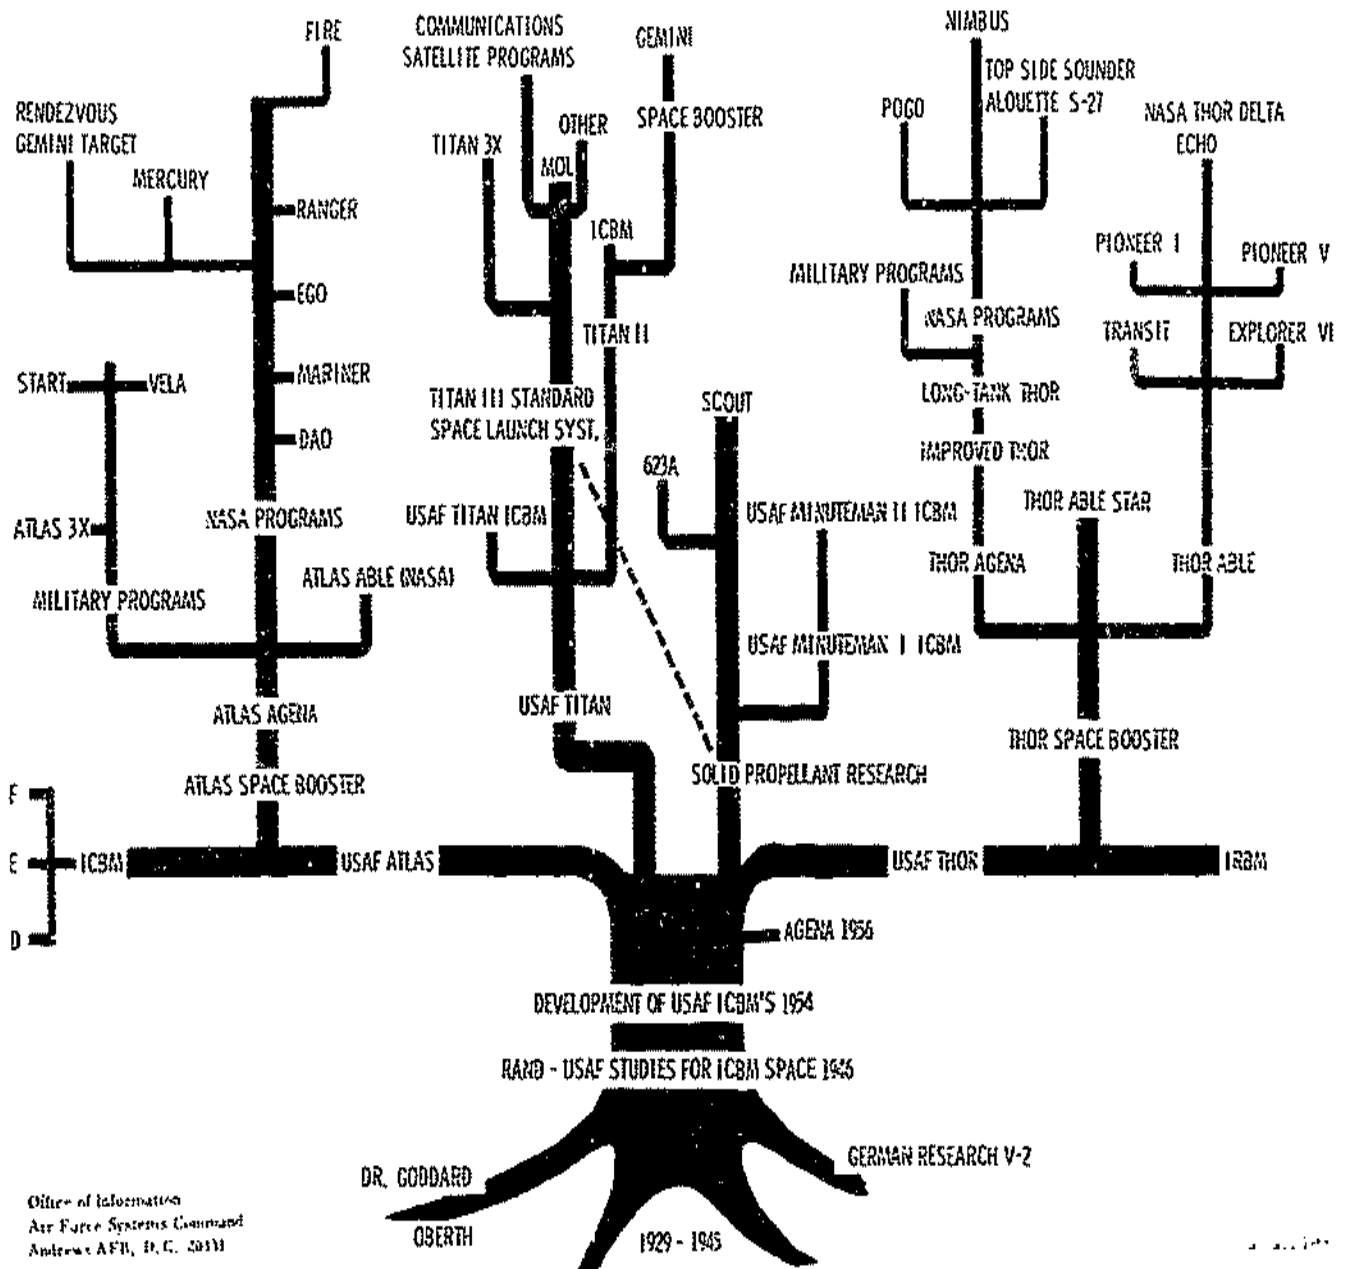 FIRE
COMMUNICATIONS
SATELLITE PROGRAMS
GEMINI
NIMBUS
RENDEZVOUS
GEMINI TARGET
MERCURY
TITAN 3X
OTHER
MOL
SPACE BOOSTER
POGO
TOP SIDE SOUNDER
ALOUETTE S-27
NASA THOR DELTA
ECHO
RANGER
ICBM
PIONEER I
PIONEER V
MILITARY PROGRAMS
EGO
TITAN II
NASA PROGRAMS
TRANSIT
EXPLORER VI
START
VELA
MARINER
TITAN III STANDARD
SPACE LAUNCH SYST.
SCOUT
LONG-TANK THOR
OAO
IMPROVED THOR
623A
ATLAS 3X
NASA PROGRAMS
USAF TITAN ICBM
USAF MINUTEMAN II ICBM
THOR ABLE STAR
MILITARY PROGRAMS
ATLAS ABLE (NASA)
THOR AGENA
THOR ABLE
USAF MINUTEMAN I ICBM
ATLAS AGENA
USAF TITAN
THOR SPACE BOOSTER
ATLAS SPACE BOOSTER
SOLID PROPELLANT RESEARCH
F
E
ICBM
USAF ATLAS
USAF THOR
IRBM
D
AGENA 1956
DEVELOPMENT OF USAF ICBM'S 1954
RAND - USAF STUDIES FOR ICBM SPACE 1946
DR. GODDARD
GERMAN RESEARCH V-2
OBERTH
1929 - 1945
Office of Information
Air Force Systems Command
Andrews AFB, D.C. 20331